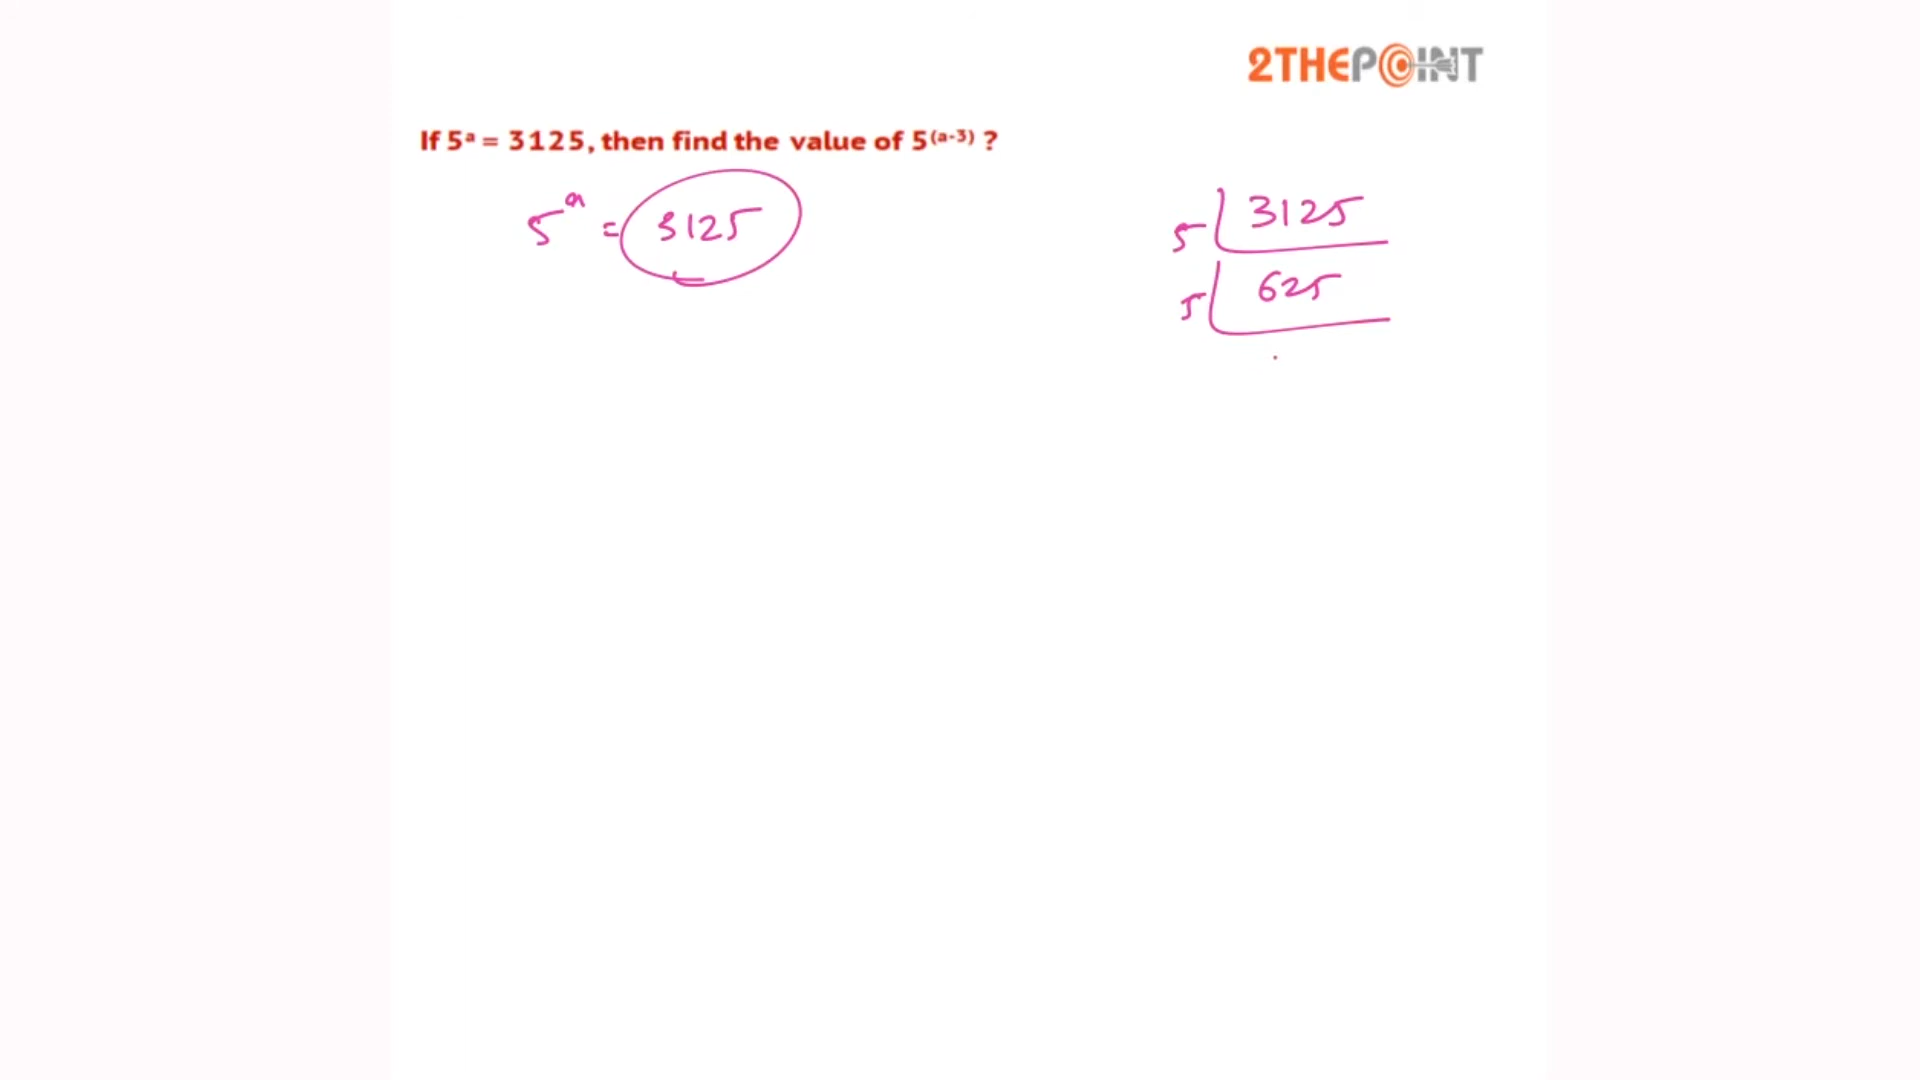 2THEPOINT
If 5ᵃ = 3125, then find the value of 5⁽ᵃ⁻³⁾ ?
5ᵃ = 3125
5 3125
5 625